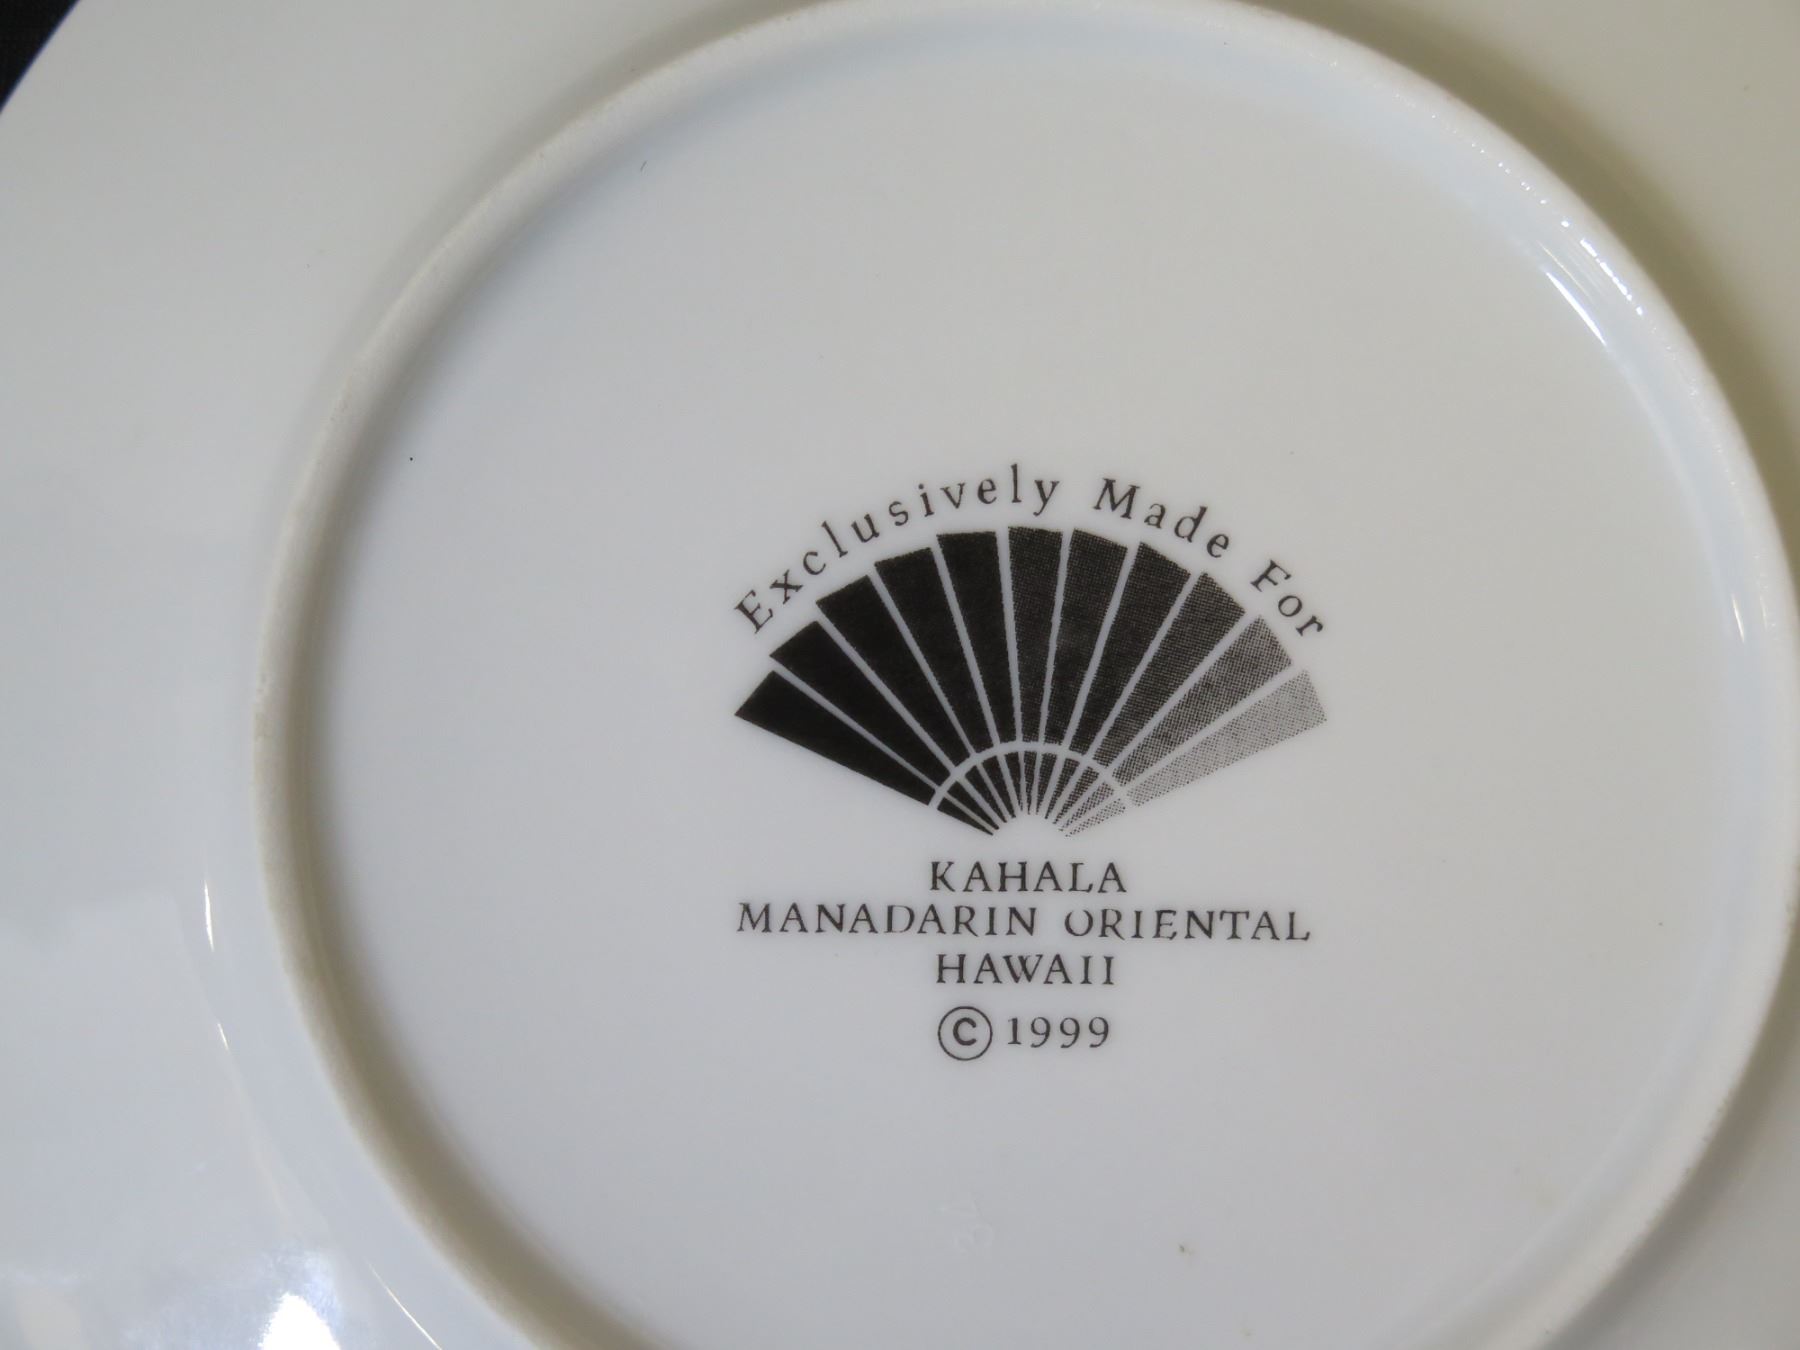 Exclusively Made For
KAHALA
MANADARIN ORIENTAL
HAWAII
© 1999